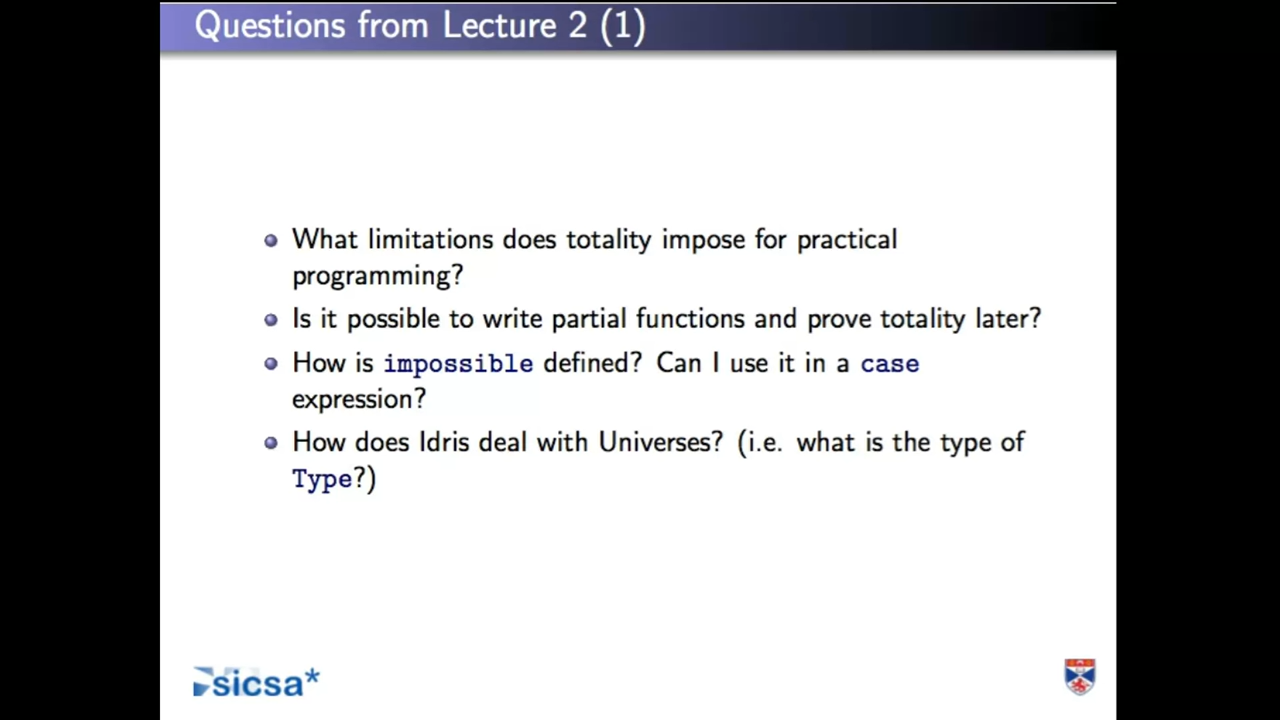 Questions from Lecture 2 (1)
What limitations does totality impose for practical
programming?
Is it possible to write partial functions and prove totality later?
How is impossible defined? Can I use it in a case
expression?
How does Idris deal with Universes? (i.e. what is the type of
Type?)
sicsa*